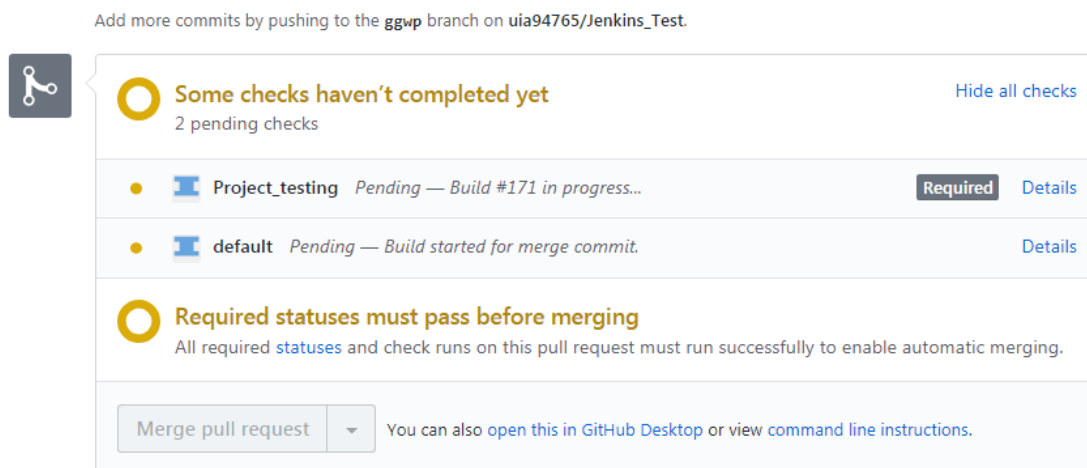 Add more commits by pushing to the ggwp branch on uia94765/Jenkins_Test.
Some checks haven't completed yet
Hide all checks
2 pending checks
Project_testing Pending — Build #171 in progress... Required Details
default Pending — Build started for merge commit. Details
Required statuses must pass before merging
All required statuses and check runs on this pull request must run successfully to enable automatic merging.
Merge pull request You can also open this in GitHub Desktop or view command line instructions.